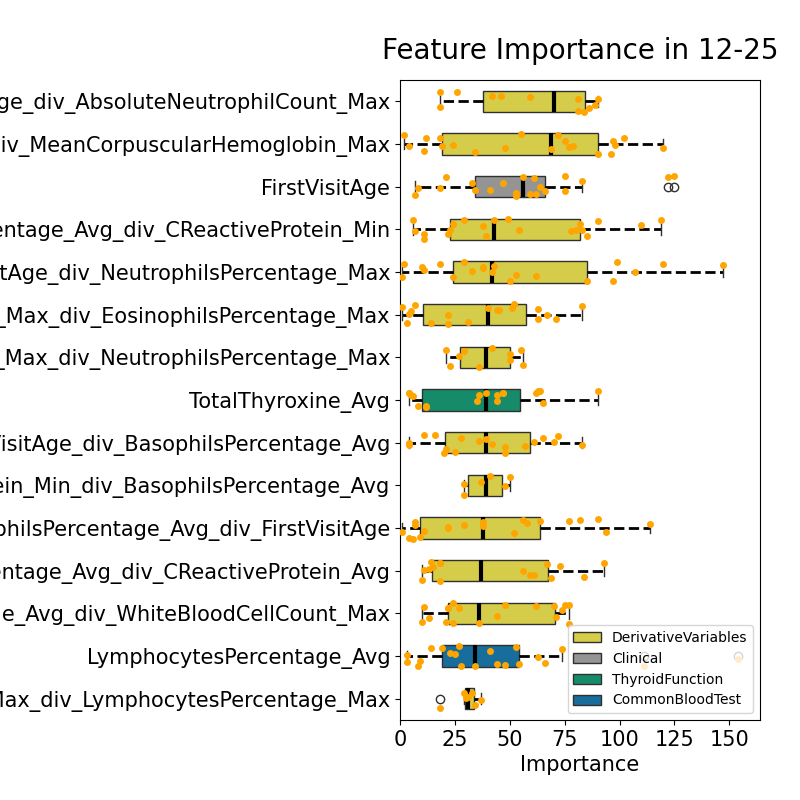 Feature Importance in 12-25
ge_div_AbsoluteNeutrophilCount_Max
iv_MeanCorpuscularHemoglobin_Max
FirstVisitAge
entage_Avg_div_CReactiveProtein_Min
tAge_div_NeutrophilsPercentage_Max
_Max_div_EosinophilsPercentage_Max
_Max_div_NeutrophilsPercentage_Max
TotalThyroxine_Avg
VisitAge_div_BasophilsPercentage_Avg
ein_Min_div_BasophilsPercentage_Avg
philsPercentage_Avg_div_FirstVisitAge
entage_Avg_div_CReactiveProtein_Avg
e_Avg_div_WhiteBloodCellCount_Max
LymphocytesPercentage_Avg
Max_div_LymphocytesPercentage_Max
DerivativeVariables
Clinical
ThyroidFunction
CommonBloodTest
0 25 50 75 100 125 150
Importance